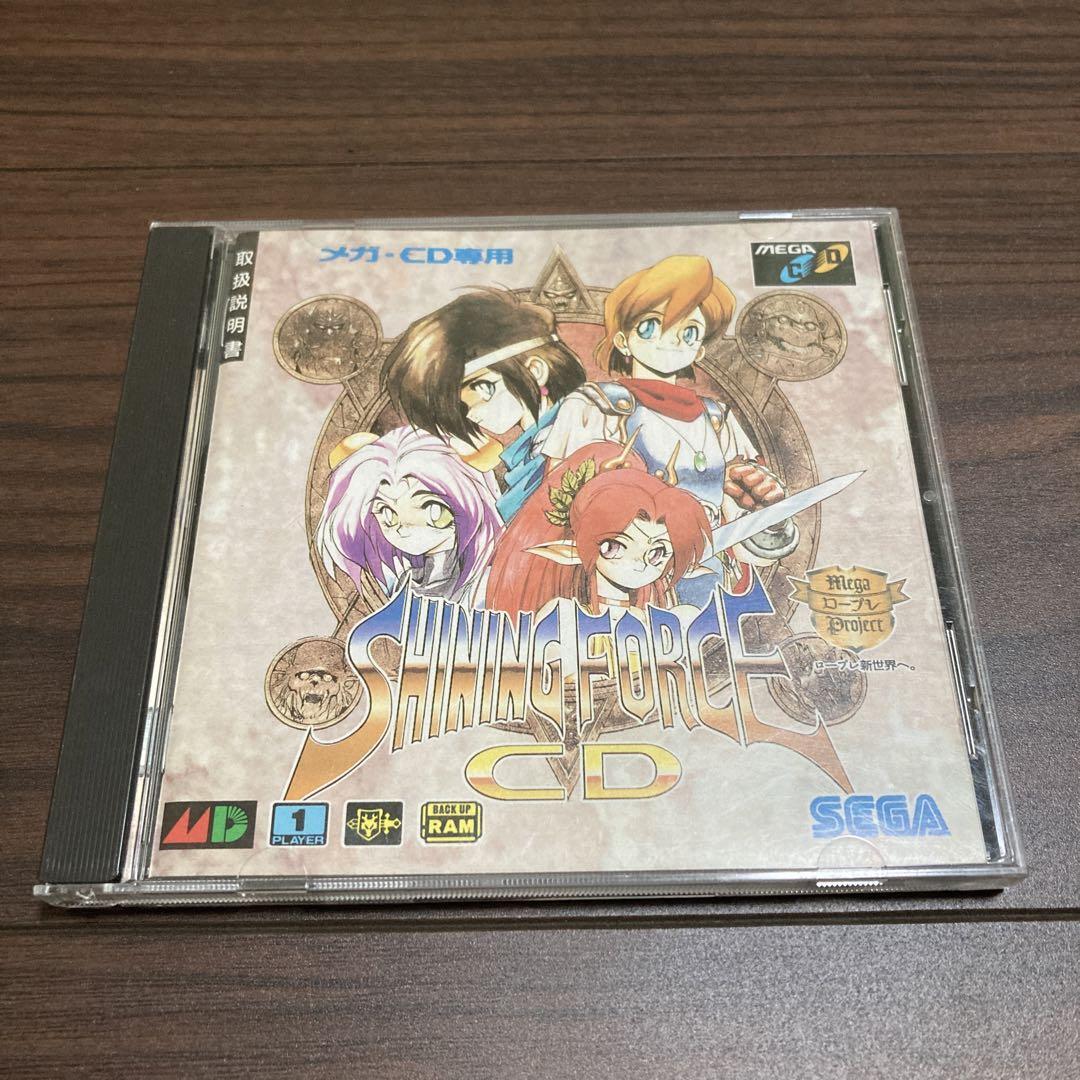 取扱説明書
メガ-CD専用
MEGA
CD
Mega
ロープレ
Project
ロープレ新世界へ。
SHINING FORCE
CD
MD
1
PLAYER
BACK UP
RAM
SEGA